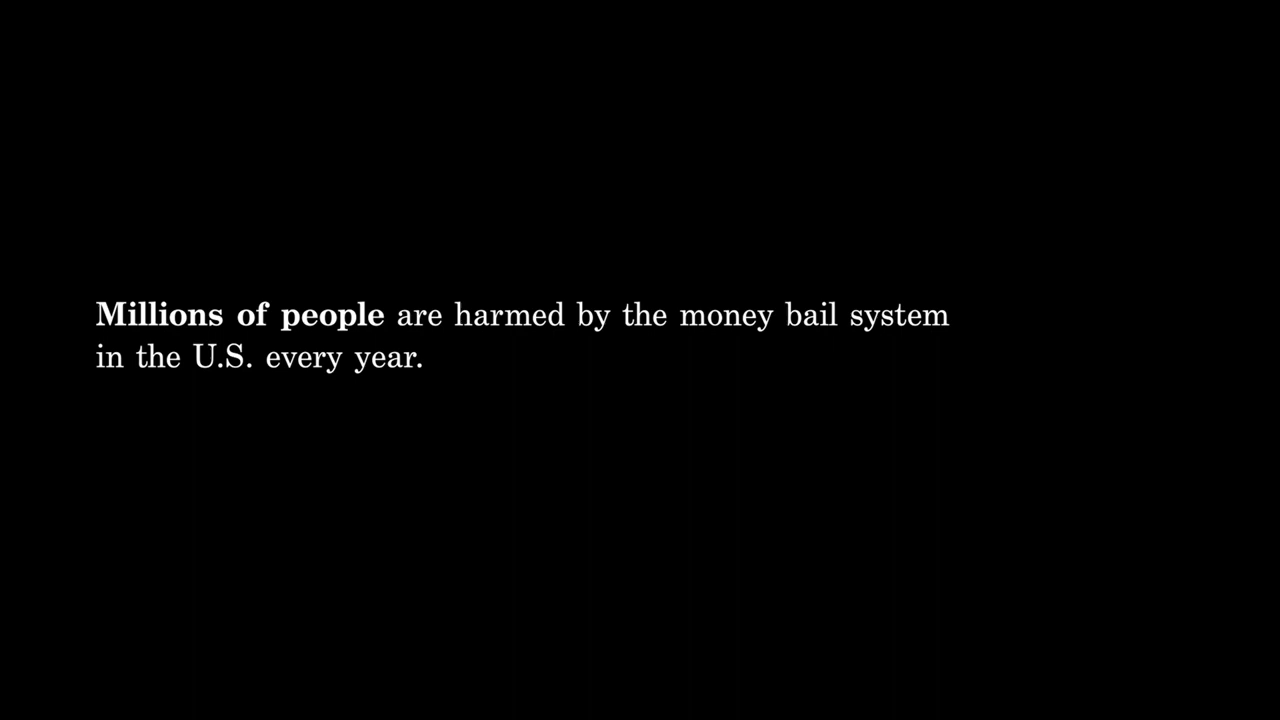 Millions of people are harmed by the money bail system
in the U.S. every year.